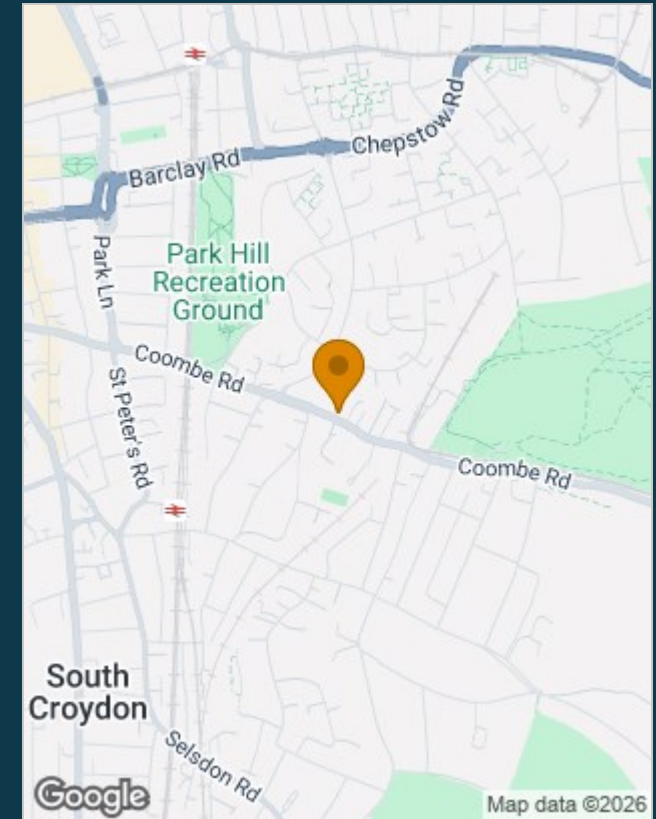 Chepstow Rd
Barclay Rd
Park Ln
Park Hill
Recreation
Ground
Coombe Rd
St Peter's Rd
Coombe Rd
South
Croydon
Selsdon Rd
Google
Map data ©2026